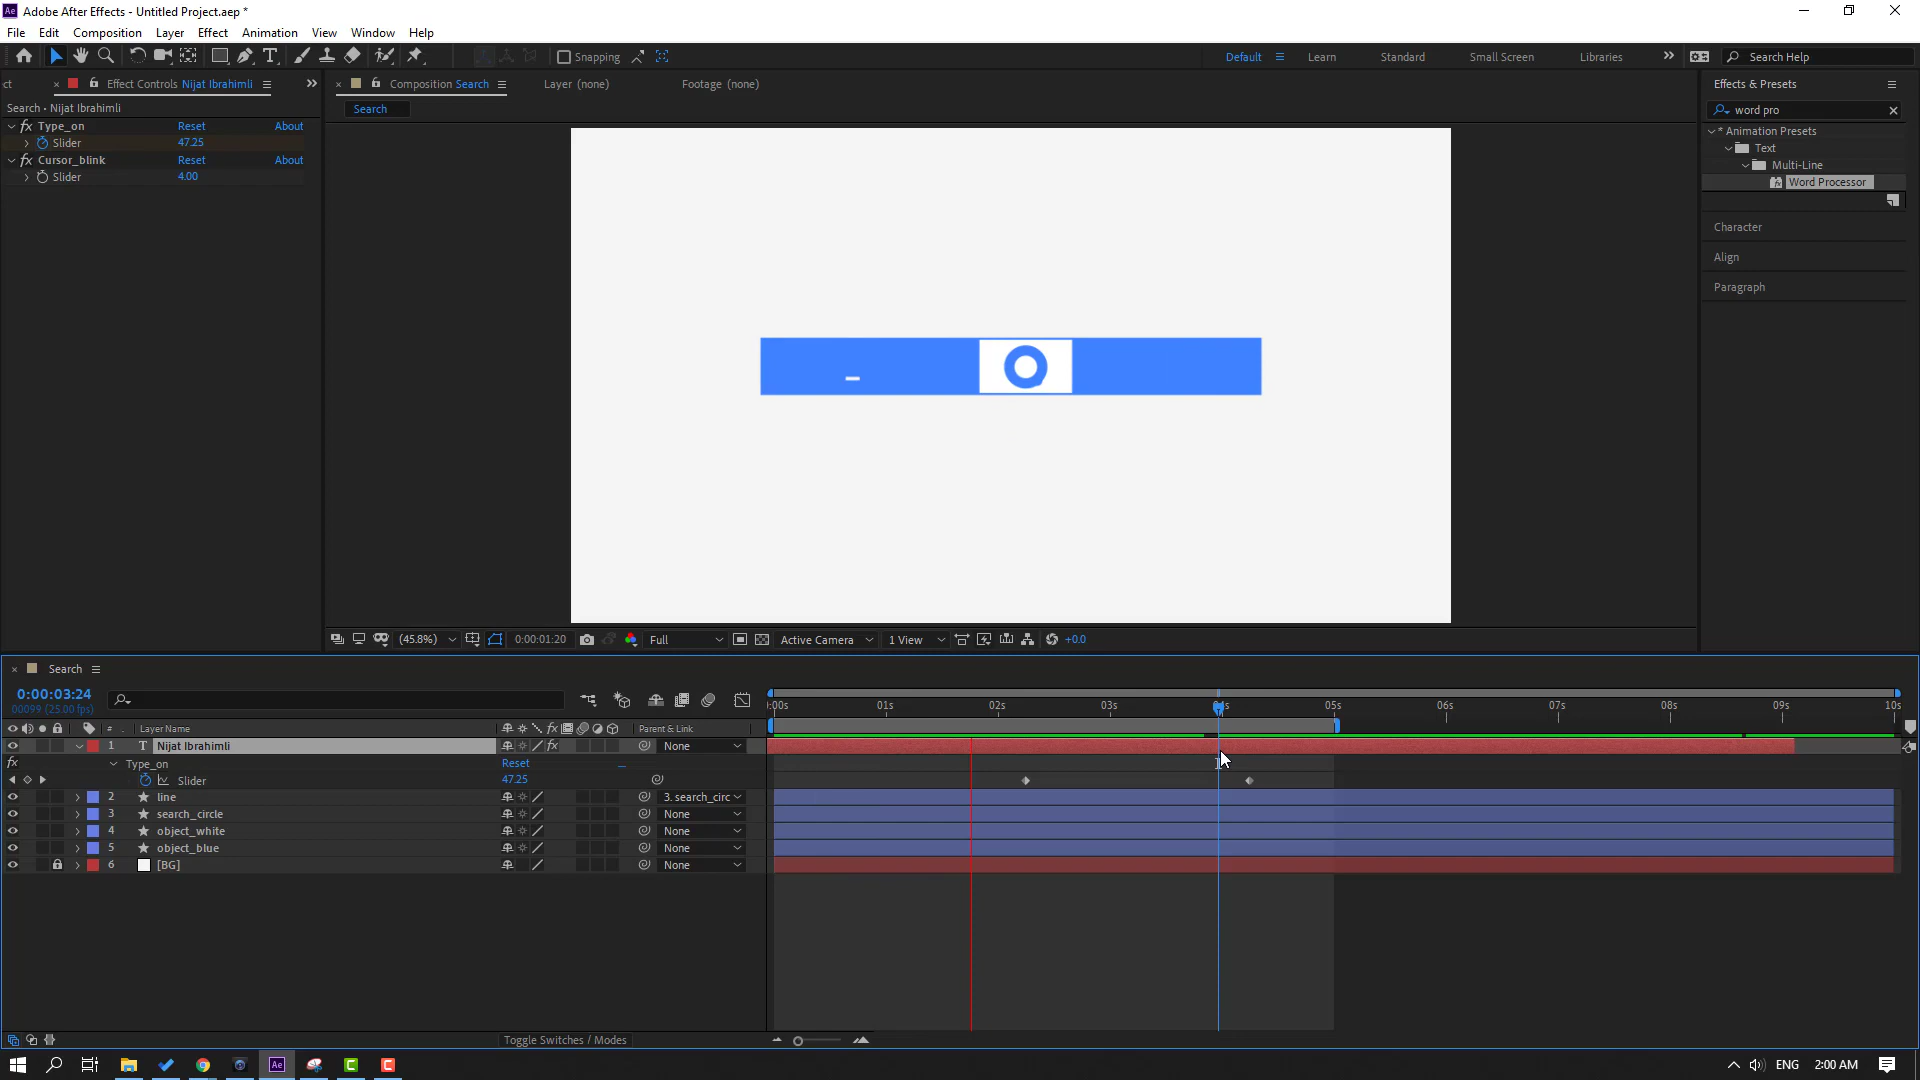 Adobe After Effects - Untitled Project.aep *
File Edit Composition Layer Effect Animation View Window Help
Snapping Default Learn Standard Small Screen Libraries Search Help
ct Effect Controls Nijat Ibrahimli Composition Search Layer (none) Footage (none) Effects & Presets
Search • Nijat Ibrahimli Search word pro
Type_on Reset About * Animation Presets
Slider 47.25 Text
Cursor_blink Reset About Multi-Line
Slider 4.00 Word Processor
Character
Align
Paragraph
(45.8%) 0:00:01:20 Full Active Camera 1 View +0.0
Search
0:00:03:24
00099 (25.00 fps)
:00s 01s 02s 03s 04s 05s 06s 07s 08s 09s 10s
# . Layer Name Parent & Link
1 T Nijat Ibrahimli None
Type_on Reset
Slider 47.25
2 line 3. search_circ
3 search_circle None
4 object_white None
5 object_blue None
6 [BG] None
Toggle Switches / Modes
ENG 2:00 AM